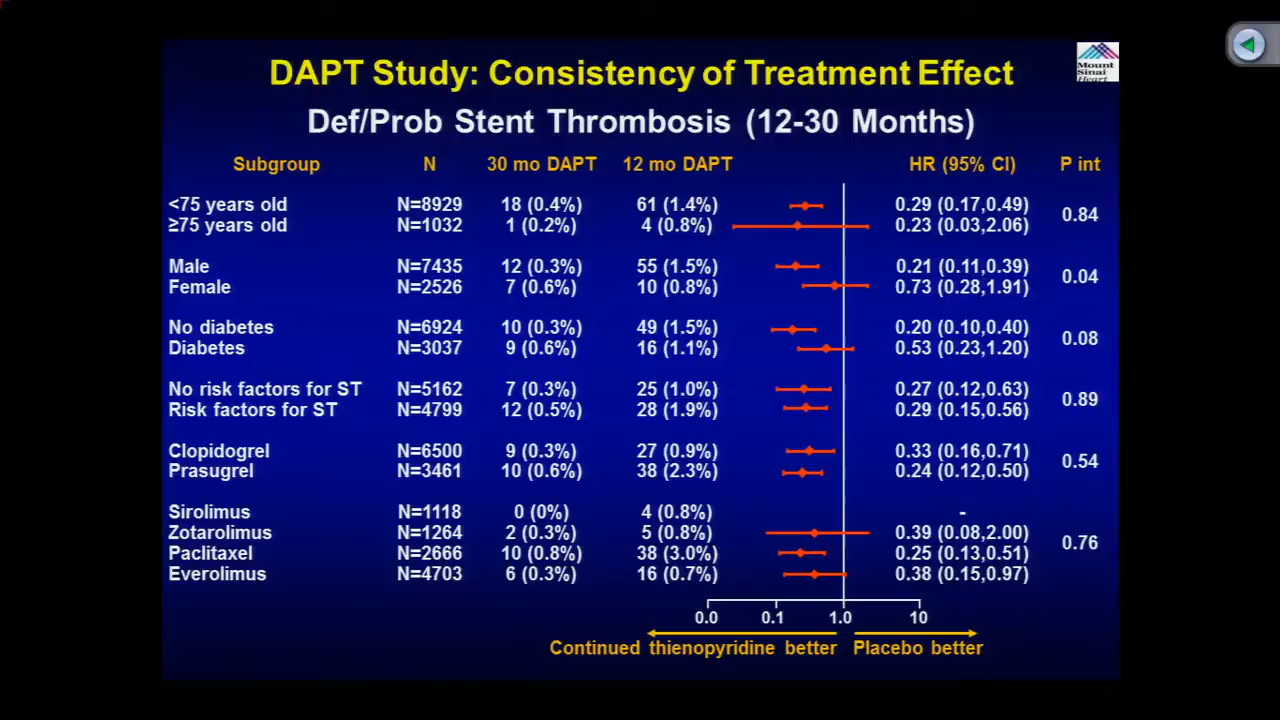 DAPT Study: Consistency of Treatment Effect
Mount
Sinai
Heart
Def/Prob Stent Thrombosis (12-30 Months)
Subgroup N 30 mo DAPT 12 mo DAPT HR (95% CI) P int
<75 years old N=8929 18 (0.4%) 61 (1.4%) 0.29 (0.17,0.49)
0.84
≥75 years old N=1032 1 (0.2%) 4 (0.8%) 0.23 (0.03,2.06)
Male N=7435 12 (0.3%) 55 (1.5%) 0.21 (0.11,0.39)
0.04
Female N=2526 7 (0.6%) 10 (0.8%) 0.73 (0.28,1.91)
No diabetes N=6924 10 (0.3%) 49 (1.5%) 0.20 (0.10,0.40)
0.08
Diabetes N=3037 9 (0.6%) 16 (1.1%) 0.53 (0.23,1.20)
No risk factors for ST N=5162 7 (0.3%) 25 (1.0%) 0.27 (0.12,0.63)
0.89
Risk factors for ST N=4799 12 (0.5%) 28 (1.9%) 0.29 (0.15,0.56)
Clopidogrel N=6500 9 (0.3%) 27 (0.9%) 0.33 (0.16,0.71)
0.54
Prasugrel N=3461 10 (0.6%) 38 (2.3%) 0.24 (0.12,0.50)
Sirolimus N=1118 0 (0%) 4 (0.8%) -
Zotarolimus N=1264 2 (0.3%) 5 (0.8%) 0.39 (0.08,2.00)
0.76
Paclitaxel N=2666 10 (0.8%) 38 (3.0%) 0.25 (0.13,0.51)
Everolimus N=4703 6 (0.3%) 16 (0.7%) 0.38 (0.15,0.97)
0.0 0.1 1.0 10
Continued thienopyridine better Placebo better